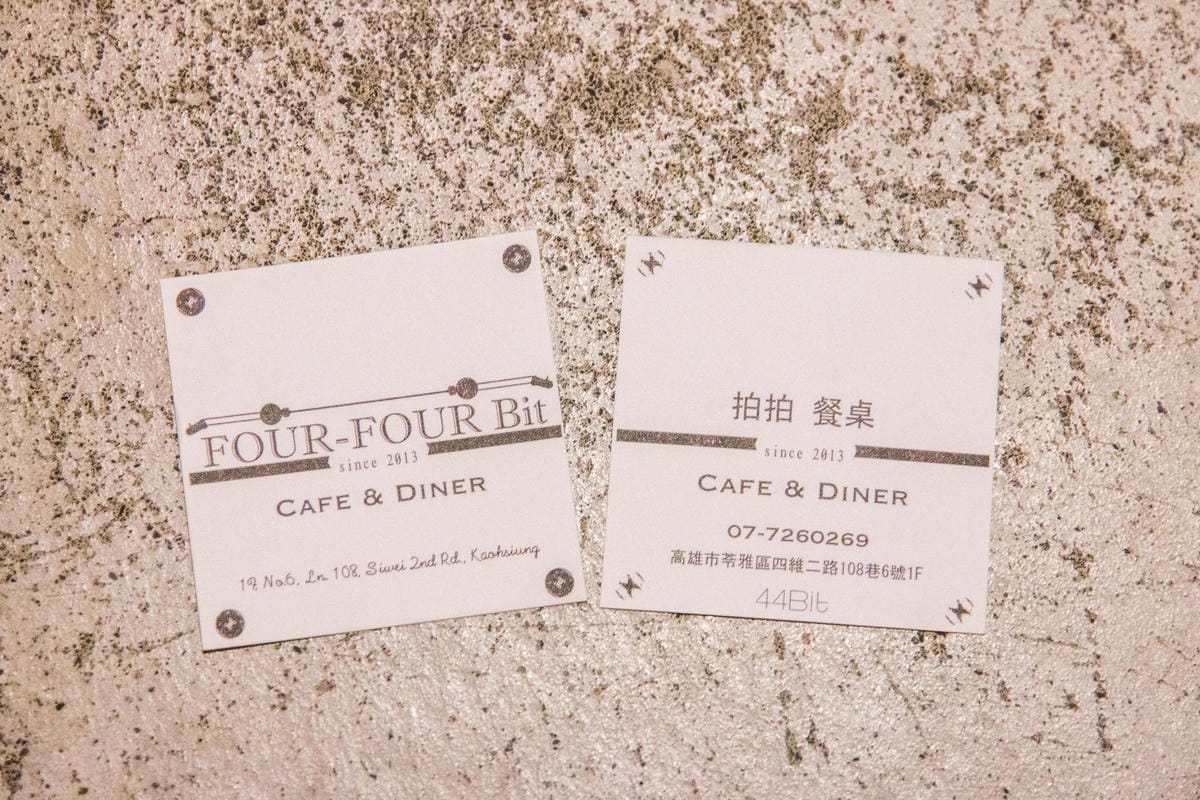 FOUR-FOUR Bit
since 2013
CAFE & DINER
1F, No.6, Ln. 108, Siwei 2nd Rd., Kaohsiung
拍拍 餐桌
since 2013
CAFE & DINER
07-7260269
高雄市苓雅區四維二路108巷6號1F
44Bit